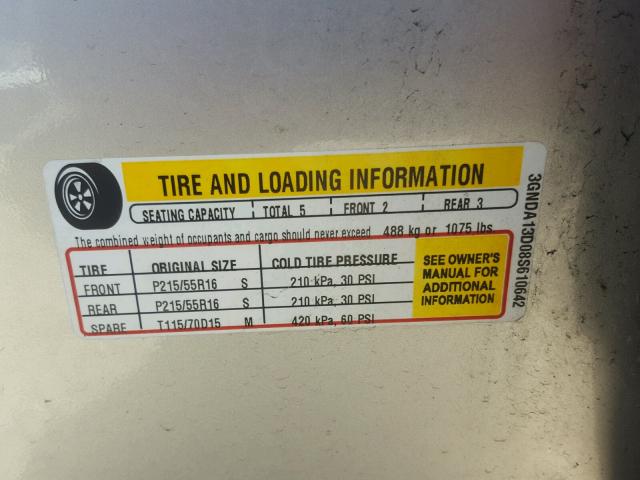 TIRE AND LOADING INFORMATION
SEATING CAPACITY TOTAL 5 FRONT 2 REAR 3
The combined weight of occupants and cargo should never exceed 488 kg or 1075 lbs.
TIRE ORIGINAL SIZE COLD TIRE PRESSURE
FRONT P215/55R16 S 210 kPa, 30 PSI
REAR P215/55R16 S 210 kPa, 30 PSI
SPARE T115/70D15 M 420 kPa, 60 PSI
SEE OWNER'S
MANUAL FOR
ADDITIONAL
INFORMATION
3GNDA13D08S610642